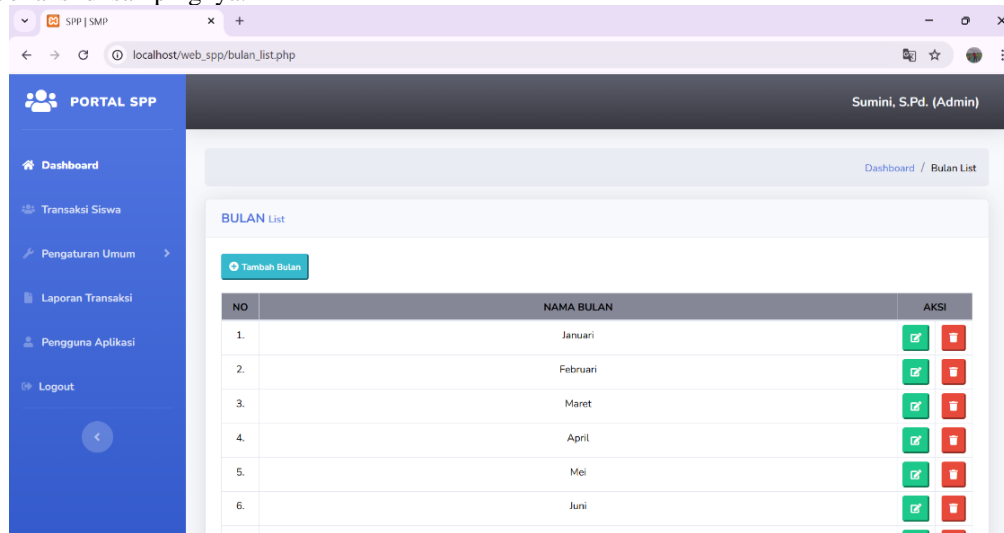 SPP | SMP
localhost/web_spp/bulan_list.php
PORTAL SPP
Sumini, S.Pd. (Admin)
Dashboard
Dashboard / Bulan List
Transaksi Siswa
BULAN List
Pengaturan Umum
Tambah Bulan
Laporan Transaksi
NO NAMA BULAN AKSI
1. Januari
Pengguna Aplikasi
2. Februari
Logout
3. Maret
4. April
5. Mei
6. Juni